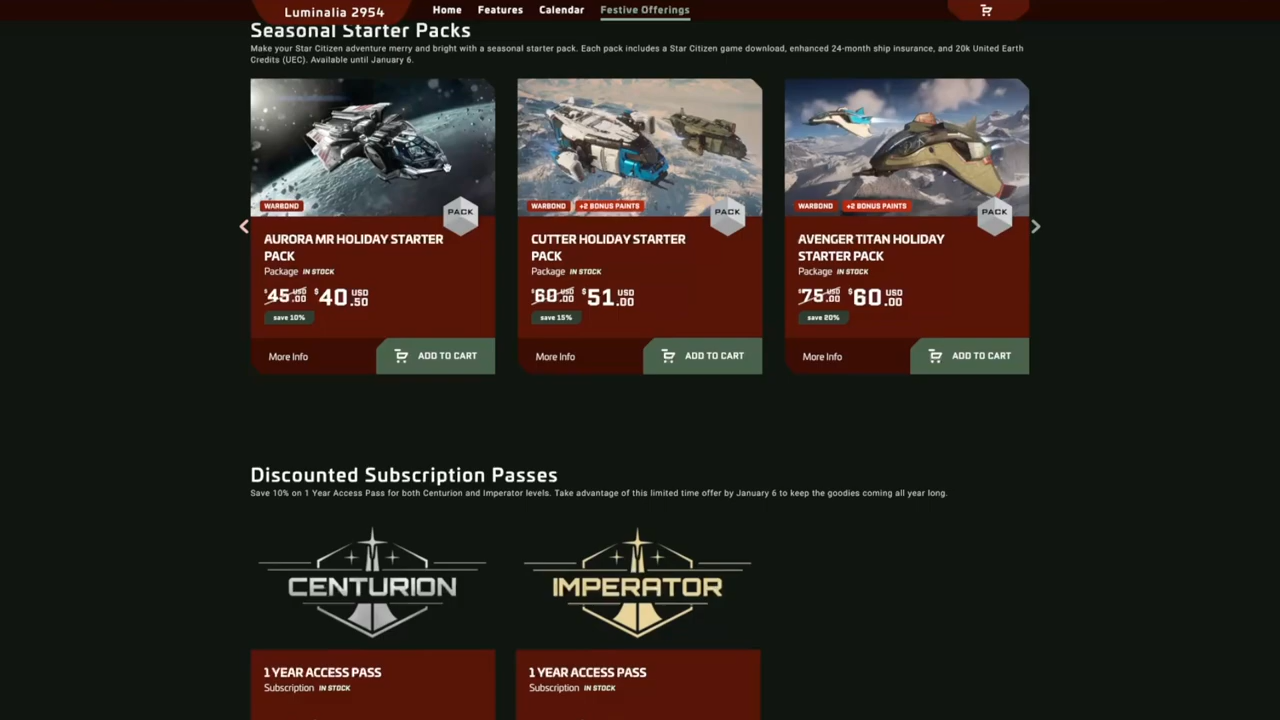 Luminalia 2954
Home Features Calendar Festive Offerings
Seasonal Starter Packs
Make your Star Citizen adventure merry and bright with a seasonal starter pack. Each pack includes a Star Citizen game download, enhanced 24-month ship insurance, and 20k United Earth
Credits (UEC). Available until January 6.
WARBOND
PACK
AURORA MR HOLIDAY STARTER
PACK
Package IN STOCK
$45.00 USD $40.50 USD
save 10%
More Info
ADD TO CART
WARBOND +2 BONUS PAINTS
PACK
CUTTER HOLIDAY STARTER
PACK
Package IN STOCK
$60.00 USD $51.00 USD
save 15%
More Info
ADD TO CART
WARBOND +2 BONUS PAINTS
PACK
AVENGER TITAN HOLIDAY
STARTER PACK
Package IN STOCK
$75.00 USD $60.00 USD
save 20%
More Info
ADD TO CART
Discounted Subscription Passes
Save 10% on 1 Year Access Pass for both Centurion and Imperator levels. Take advantage of this limited time offer by January 6 to keep the goodies coming all year long.
CENTURION
1 YEAR ACCESS PASS
Subscription IN STOCK
IMPERATOR
1 YEAR ACCESS PASS
Subscription IN STOCK